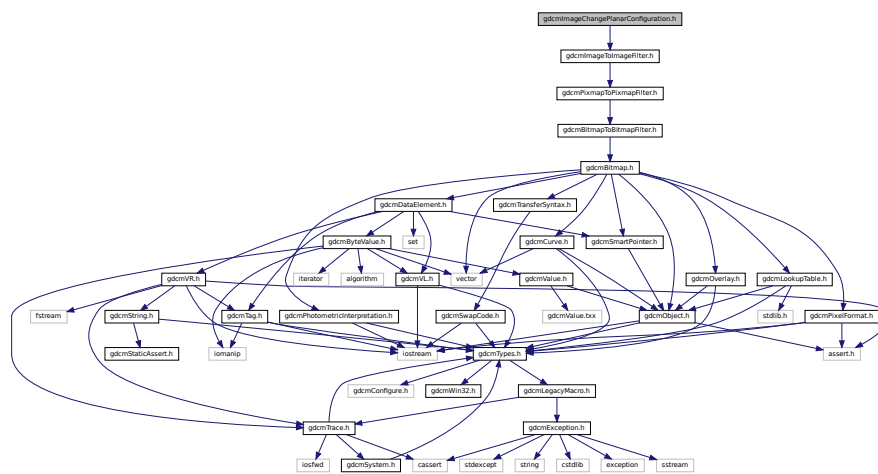 gdcmImageChangePlanarConfiguration.h
gdcmImageToImageFilter.h
gdcmPixmapToPixmapFilter.h
gdcmBitmapToBitmapFilter.h
gdcmBitmap.h
gdcmDataElement.h
gdcmTransferSyntax.h
gdcmByteValue.h
set
gdcmCurve.h
gdcmSmartPointer.h
gdcmVR.h
iterator
algorithm
gdcmVL.h
vector
gdcmValue.h
gdcmOverlay.h
gdcmLookupTable.h
fstream
gdcmString.h
gdcmTag.h
gdcmPhotometricInterpretation.h
gdcmSwapCode.h
gdcmValue.txx
gdcmObject.h
stdlib.h
gdcmPixelFormat.h
gdcmStaticAssert.h
iomanip
iostream
gdcmTypes.h
assert.h
gdcmConfigure.h
gdcmWin32.h
gdcmLegacyMacro.h
gdcmTrace.h
gdcmException.h
iosfwd
gdcmSystem.h
cassert
stdexcept
string
cstdlib
exception
sstream